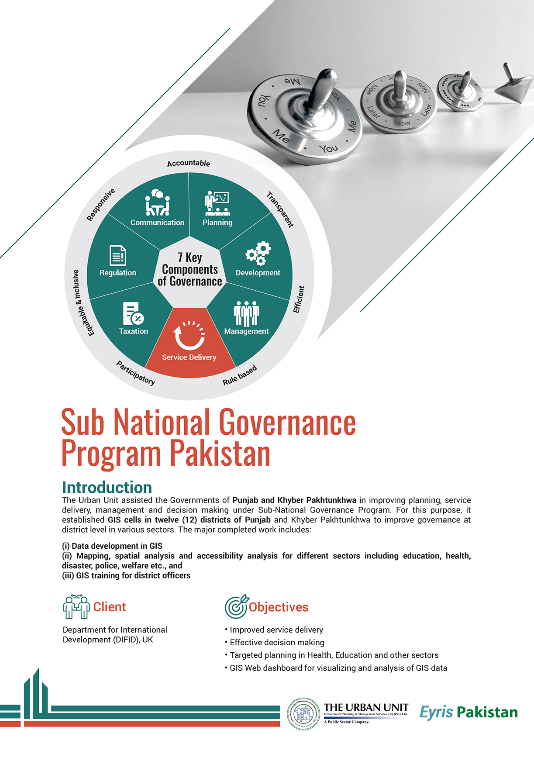 Me
You
Me
You
Me
Now
Later
Now
Later
Accountable
Responsive
Transparent
Communication
Planning
Regulation
7 Key
Components
of Governance
Development
Equitable & Inclusive
Efficient
Taxation
Management
Service Delivery
Participatory
Rule based
Sub National Governance
Program Pakistan
Introduction
The Urban Unit assisted the Governments of Punjab and Khyber Pakhtunkhwa in improving planning, service
delivery, management and decision making under Sub-National Governance Program. For this purpose, it
established GIS cells in twelve (12) districts of Punjab and Khyber Pakhtunkhwa to improve governance at
district level in various sectors. The major completed work includes:
(i) Data development in GIS
(ii) Mapping, spatial analysis and accessibility analysis for different sectors including education, health,
disaster, police, welfare etc., and
(iii) GIS training for district officers
Client
Department for International
Development (DIFID), UK
Objectives
• Improved service delivery
• Effective decision making
• Targeted planning in Health, Education and other sectors
• GIS Web dashboard for visualizing and analysis of GIS data
THE URBAN UNIT
A Public Sector Company
Eyris Pakistan